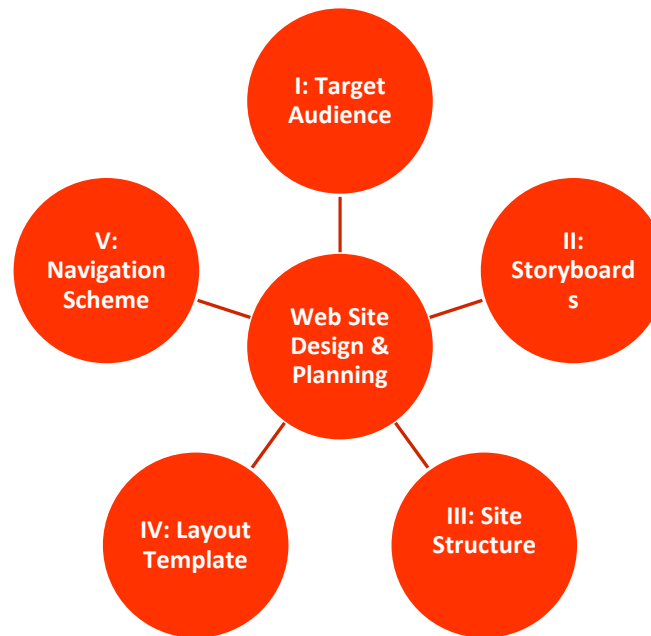 I: Target
Audience
II:
Storyboard
s
III: Site
Structure
IV: Layout
Template
V:
Navigation
Scheme
Web Site
Design &
Planning